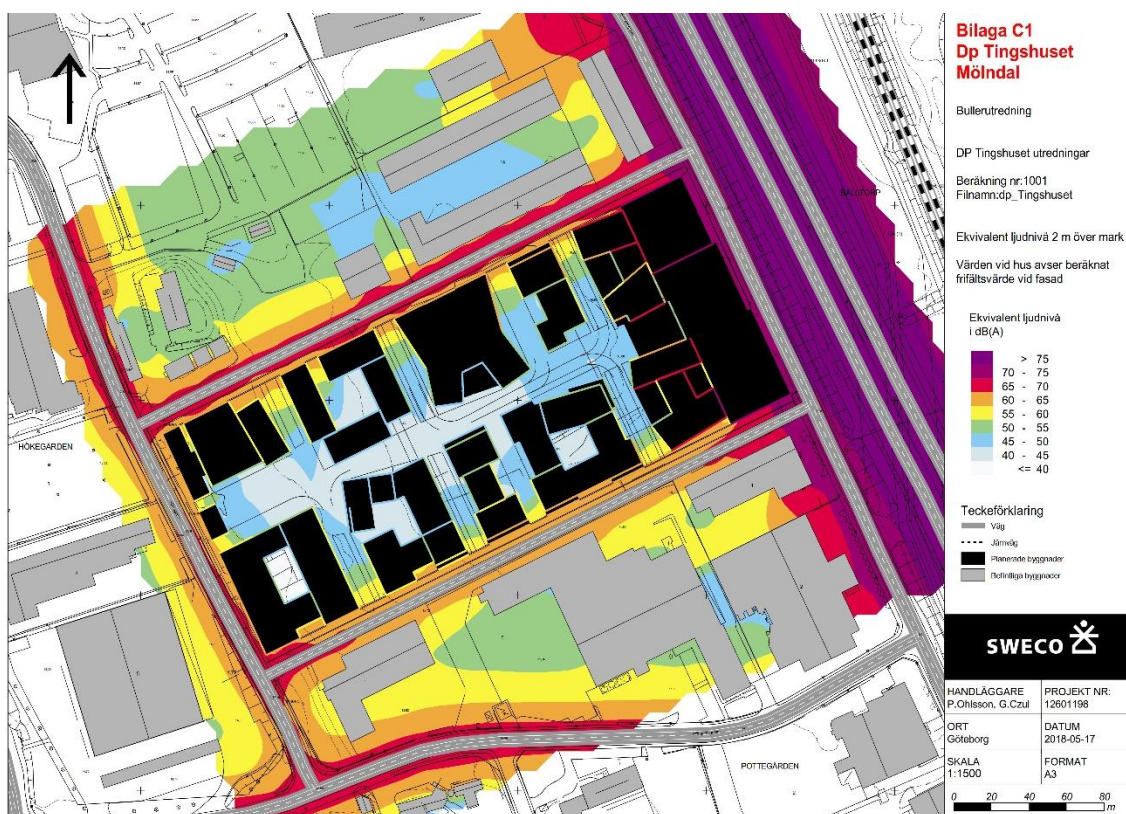 Bilaga C1
Dp Tingshuset
Mölndal
Bullerutredning
DP Tingshuset utredningar
Beräkning nr:1001
Filnamn:dp_Tingshuset
Ekvivalent ljudnivå 2 m över mark
Värden vid hus avser beräknat
frifältsvärde vid fasad
Ekvivalent ljudnivå
i dB(A)
> 75
70 - 75
65 - 70
60 - 65
55 - 60
50 - 55
45 - 50
40 - 45
<= 40
Teckeförklaring
Väg
Järnväg
Planerade byggnader
Befintliga byggnader
SWECO
HANDLÄGGARE
P.Ohlsson, G.Czul
PROJEKT NR:
12601198
ORT
Göteborg
DATUM
2018-05-17
SKALA
1:1500
FORMAT
A3
0 20 40 60 80
m
HÖKEGÅRDEN
POTTEGÅRDEN